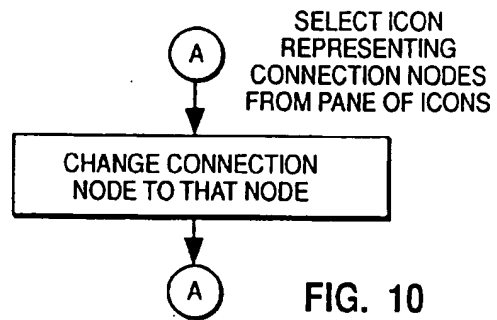 A
SELECT ICON
REPRESENTING
CONNECTION NODES
FROM PANE OF ICONS
CHANGE CONNECTION
NODE TO THAT NODE
A
FIG. 10